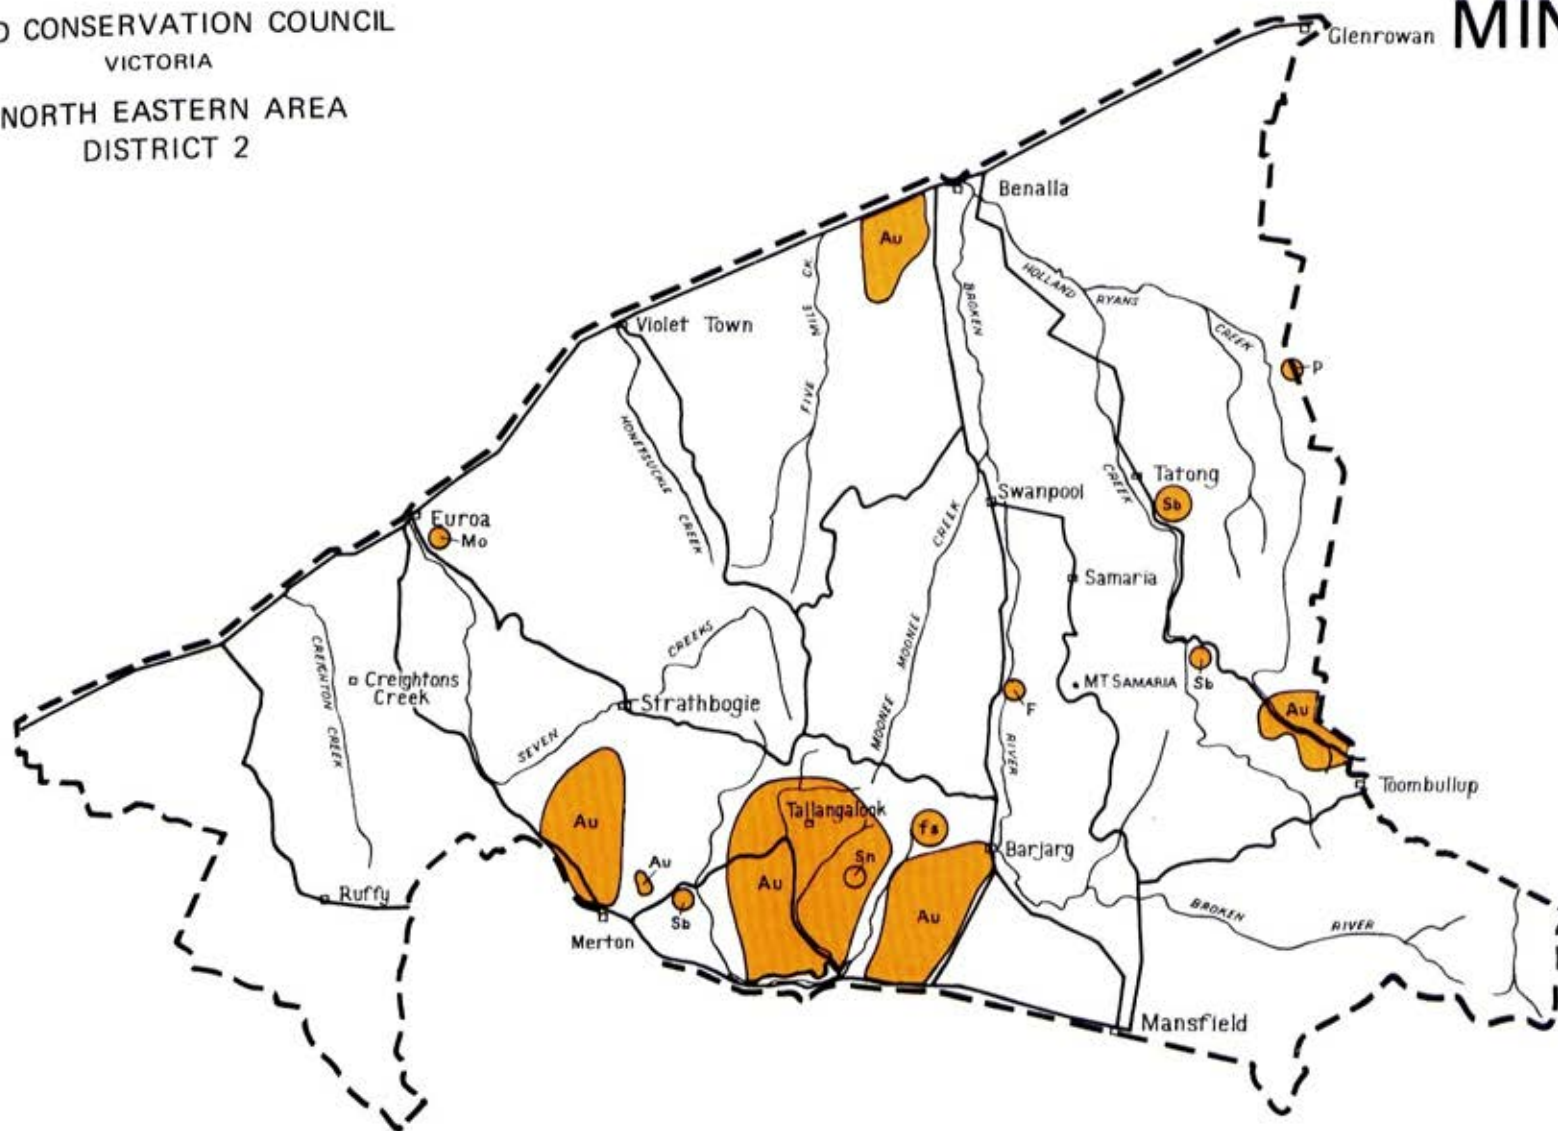 D CONSERVATION COUNCIL
VICTORIA
NORTH EASTERN AREA
DISTRICT 2
MIN
Glenrowan
Benalla
Au
HOLLAND
RYANS
CREEK
BROKEN
FIVE MILE CK.
Violet Town
P
HONEYSUCKLE CREEK
Tatong
CREEK
Sb
Swanpool
CREEK
Euroa
Mo
Samaria
CREEKS
MOONEE
MOONEE
CREIGHTON CREEK
Creightons
Creek
MT SAMARIA
Sb
Strathbogie
F
Au
SEVEN
RIVER
Toombullup
Tallangalook
Au
fs
Barjarg
Au
Sn
Au
Ruffy
Sb
Au
BROKEN
RIVER
Merton
Mansfield